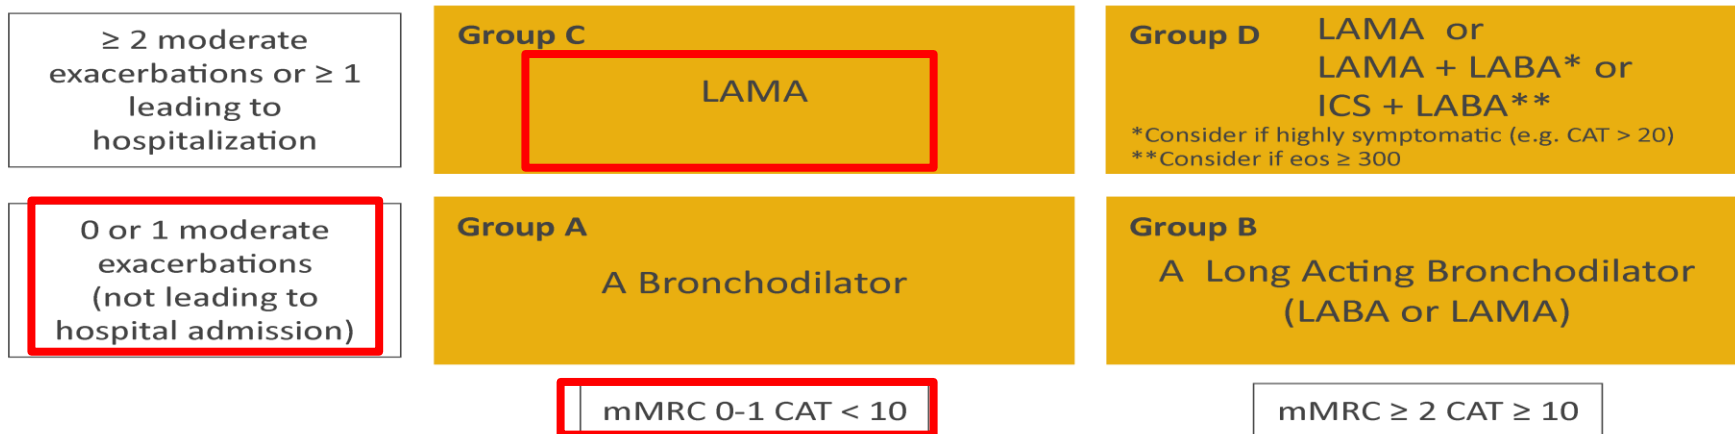 ≥ 2 moderate
exacerbations or ≥ 1
leading to
hospitalization
Group C
LAMA
Group D
LAMA or
LAMA + LABA* or
ICS + LABA**
*Consider if highly symptomatic (e.g. CAT > 20)
**Consider if eos ≥ 300
0 or 1 moderate
exacerbations
(not leading to
hospital admission)
Group A
A Bronchodilator
Group B
A Long Acting Bronchodilator
(LABA or LAMA)
mMRC 0-1 CAT < 10
mMRC ≥ 2 CAT ≥ 10